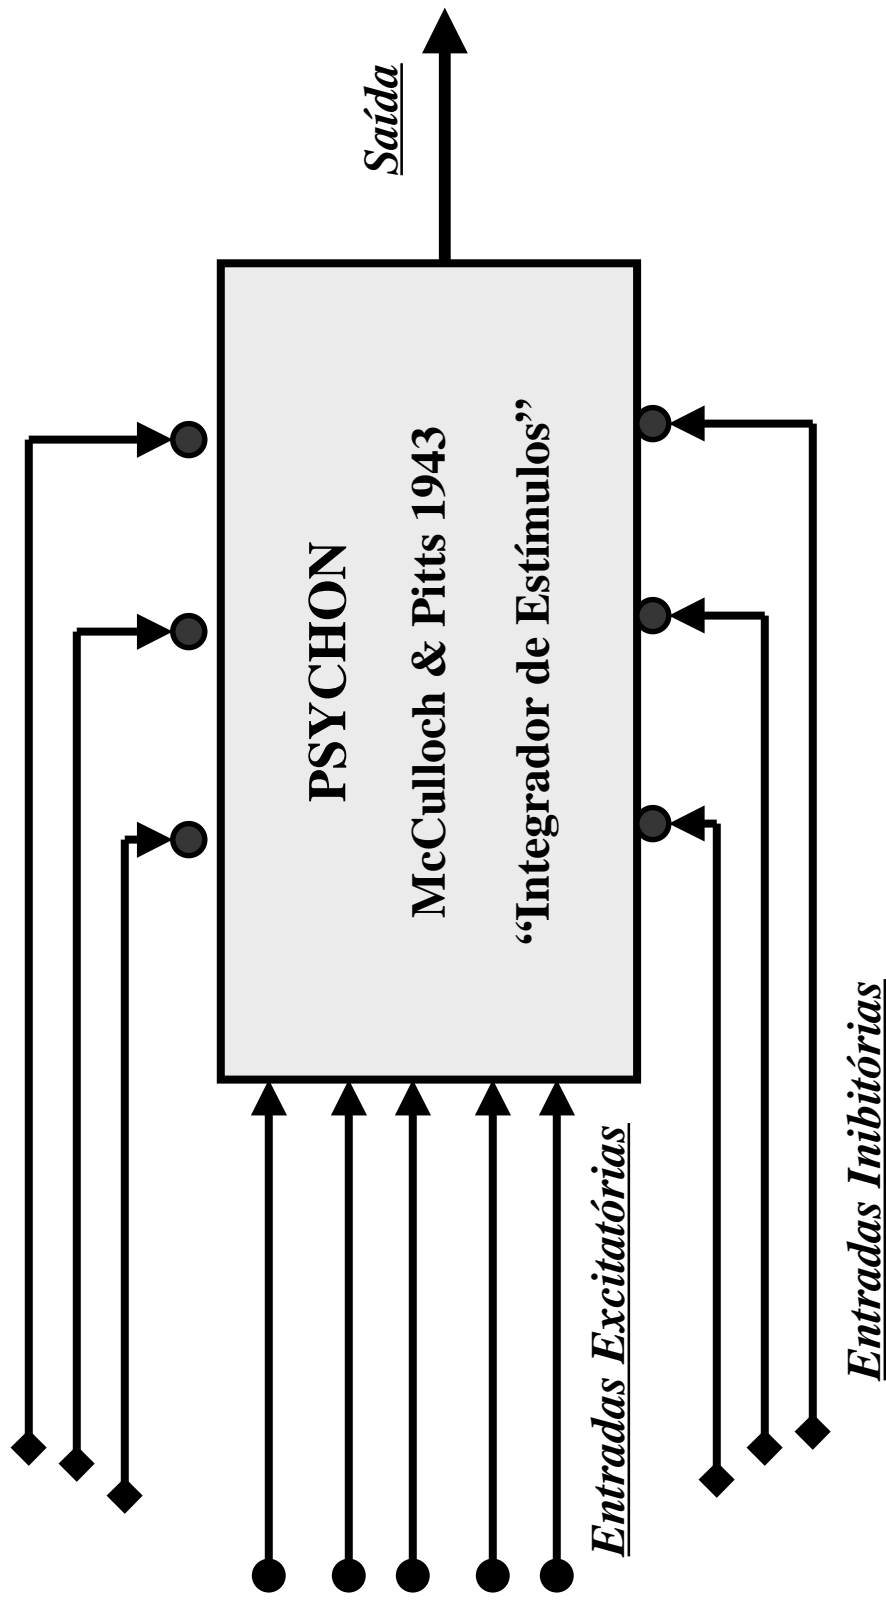 Saída
PSYCHON
McCulloch & Pitts 1943
“Integrador de Estímulos”
Entradas Excitatórias
Entradas Inibitórias